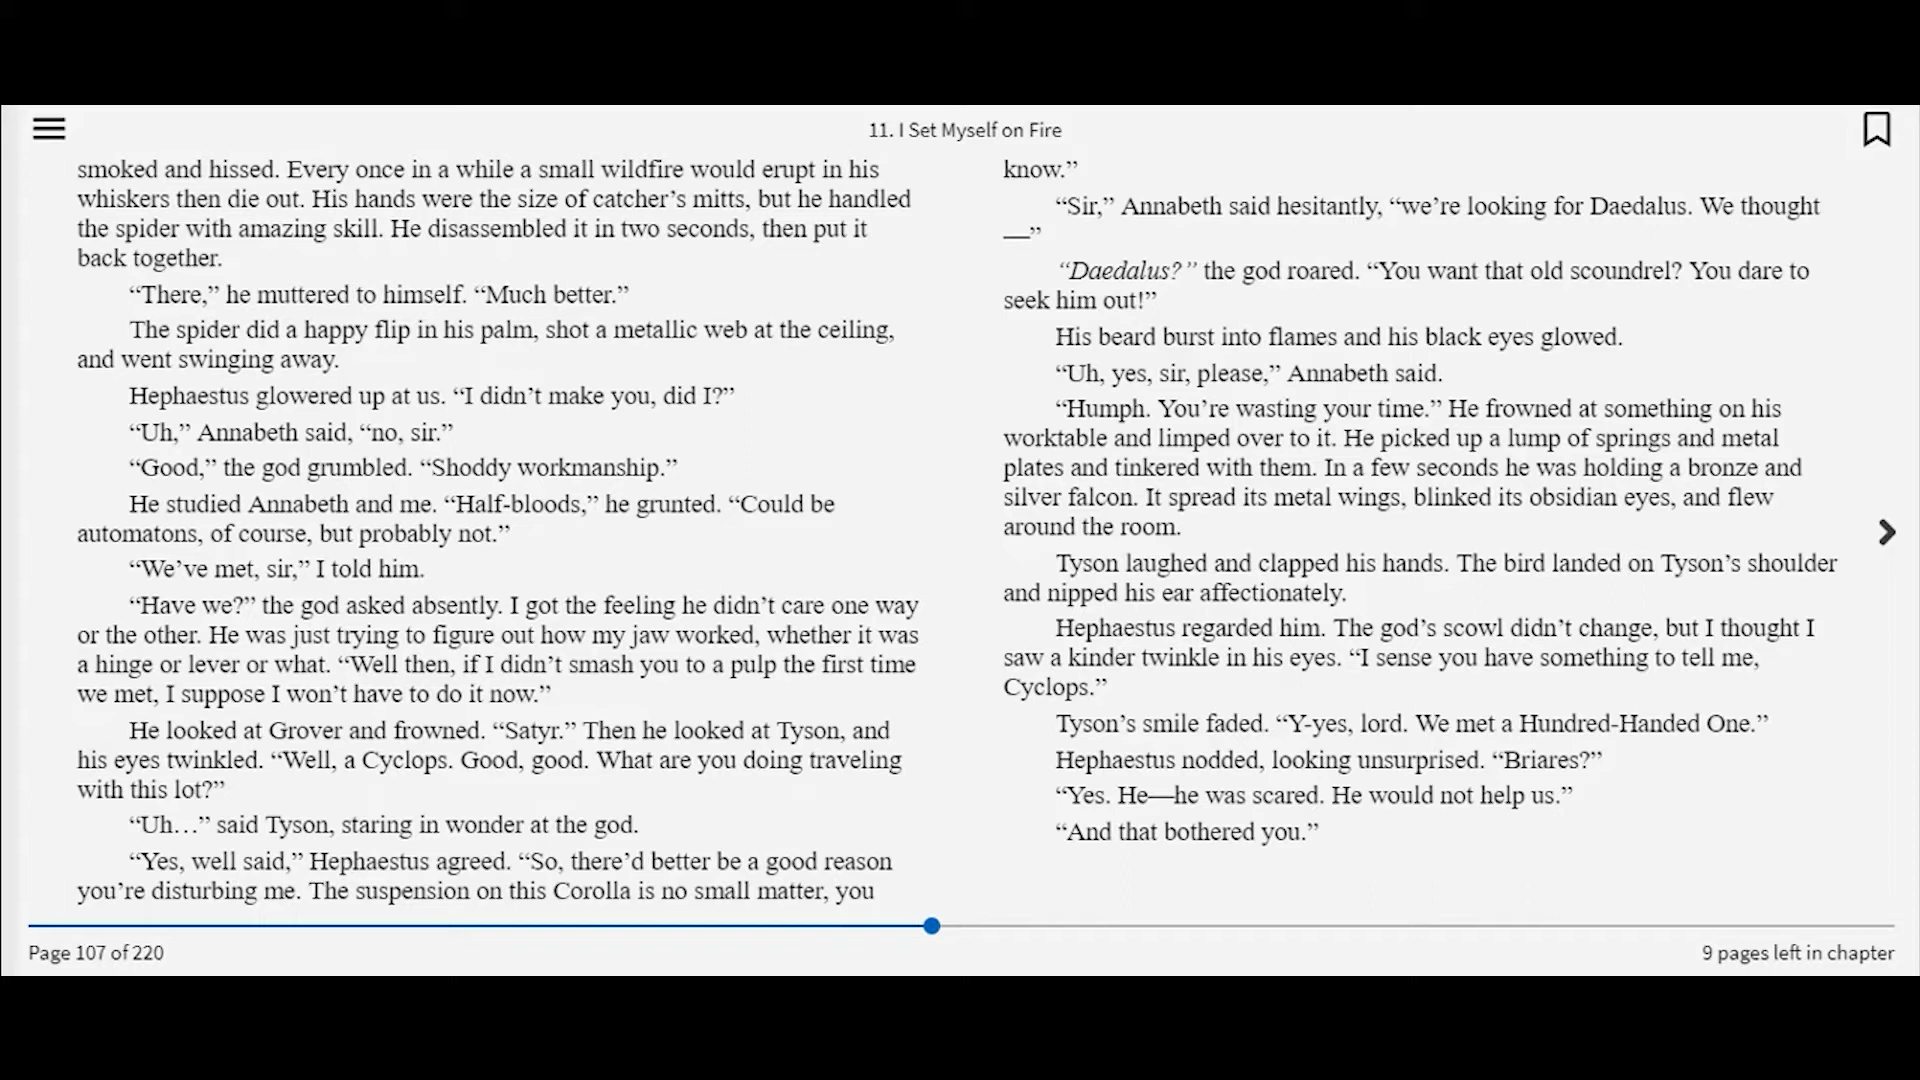 11. I Set Myself on Fire
smoked and hissed. Every once in a while a small wildfire would erupt in his
whiskers then die out. His hands were the size of catcher’s mitts, but he handled
the spider with amazing skill. He disassembled it in two seconds, then put it
back together.
“There,” he muttered to himself. “Much better.”
The spider did a happy flip in his palm, shot a metallic web at the ceiling,
and went swinging away.
Hephaestus glowered up at us. “I didn’t make you, did I?”
“Uh,” Annabeth said, “no, sir.”
“Good,” the god grumbled. “Shoddy workmanship.”
He studied Annabeth and me. “Half-bloods,” he grunted. “Could be
automatons, of course, but probably not.”
“We’ve met, sir,” I told him.
“Have we?” the god asked absently. I got the feeling he didn’t care one way
or the other. He was just trying to figure out how my jaw worked, whether it was
a hinge or lever or what. “Well then, if I didn’t smash you to a pulp the first time
we met, I suppose I won’t have to do it now.”
He looked at Grover and frowned. “Satyr.” Then he looked at Tyson, and
his eyes twinkled. “Well, a Cyclops. Good, good. What are you doing traveling
with this lot?”
“Uh…” said Tyson, staring in wonder at the god.
“Yes, well said,” Hephaestus agreed. “So, there’d better be a good reason
you’re disturbing me. The suspension on this Corolla is no small matter, you
know.”
“Sir,” Annabeth said hesitantly, “we’re looking for Daedalus. We thought
—”
“Daedalus?” the god roared. “You want that old scoundrel? You dare to
seek him out!”
His beard burst into flames and his black eyes glowed.
“Uh, yes, sir, please,” Annabeth said.
“Humph. You’re wasting your time.” He frowned at something on his
worktable and limped over to it. He picked up a lump of springs and metal
plates and tinkered with them. In a few seconds he was holding a bronze and
silver falcon. It spread its metal wings, blinked its obsidian eyes, and flew
around the room.
Tyson laughed and clapped his hands. The bird landed on Tyson’s shoulder
and nipped his ear affectionately.
Hephaestus regarded him. The god’s scowl didn’t change, but I thought I
saw a kinder twinkle in his eyes. “I sense you have something to tell me,
Cyclops.”
Tyson’s smile faded. “Y-yes, lord. We met a Hundred-Handed One.”
Hephaestus nodded, looking unsurprised. “Briares?”
“Yes. He—he was scared. He would not help us.”
“And that bothered you.”
Page 107 of 220
9 pages left in chapter